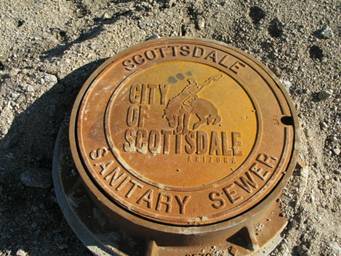 SCOTTSDALE
CITY
OF
SCOTTSDALE
ARIZONA
SANITARY SEWER